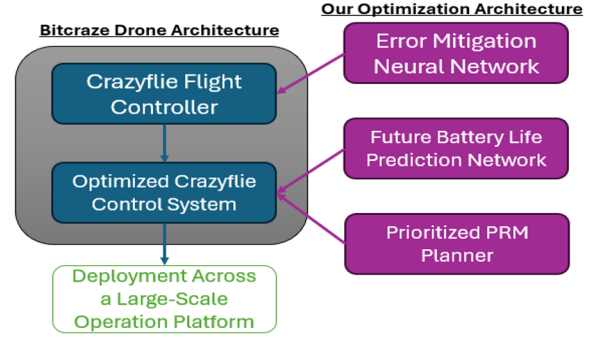 Bitcraze Drone Architecture
Crazyflie Flight
Controller
Optimized Crazyflie
Control System
Deployment Across
a Large-Scale
Operation Platform
Our Optimization Architecture
Error Mitigation
Neural Network
Future Battery Life
Prediction Network
Prioritized PRM
Planner